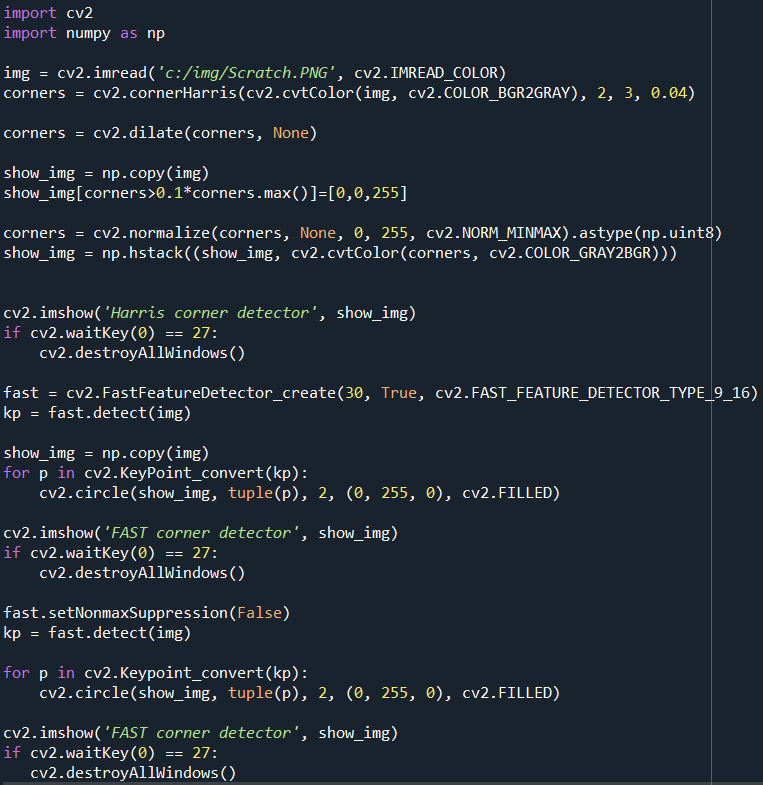 import cv2
import numpy as np
img = cv2.imread('c:/img/Scratch.PNG', cv2.IMREAD_COLOR)
corners = cv2.cornerHarris(cv2.cvtColor(img, cv2.COLOR_BGR2GRAY), 2, 3, 0.04)
corners = cv2.dilate(corners, None)
show_img = np.copy(img)
show_img[corners>0.1*corners.max()]=[0,0,255]
corners = cv2.normalize(corners, None, 0, 255, cv2.NORM_MINMAX).astype(np.uint8)
show_img = np.hstack((show_img, cv2.cvtColor(corners, cv2.COLOR_GRAY2BGR)))
cv2.imshow('Harris corner detector', show_img)
if cv2.waitKey(0) == 27:
    cv2.destroyAllWindows()
fast = cv2.FastFeatureDetector_create(30, True, cv2.FAST_FEATURE_DETECTOR_TYPE_9_16)
kp = fast.detect(img)
show_img = np.copy(img)
for p in cv2.KeyPoint_convert(kp):
    cv2.circle(show_img, tuple(p), 2, (0, 255, 0), cv2.FILLED)
cv2.imshow('FAST corner detector', show_img)
if cv2.waitKey(0) == 27:
    cv2.destroyAllWindows()
fast.setNonmaxSuppression(False)
kp = fast.detect(img)
for p in cv2.Keypoint_convert(kp):
    cv2.circle(show_img, tuple(p), 2, (0, 255, 0), cv2.FILLED)
cv2.imshow('FAST corner detector', show_img)
if cv2.waitKey(0) == 27:
   cv2.destroyAllWindows()